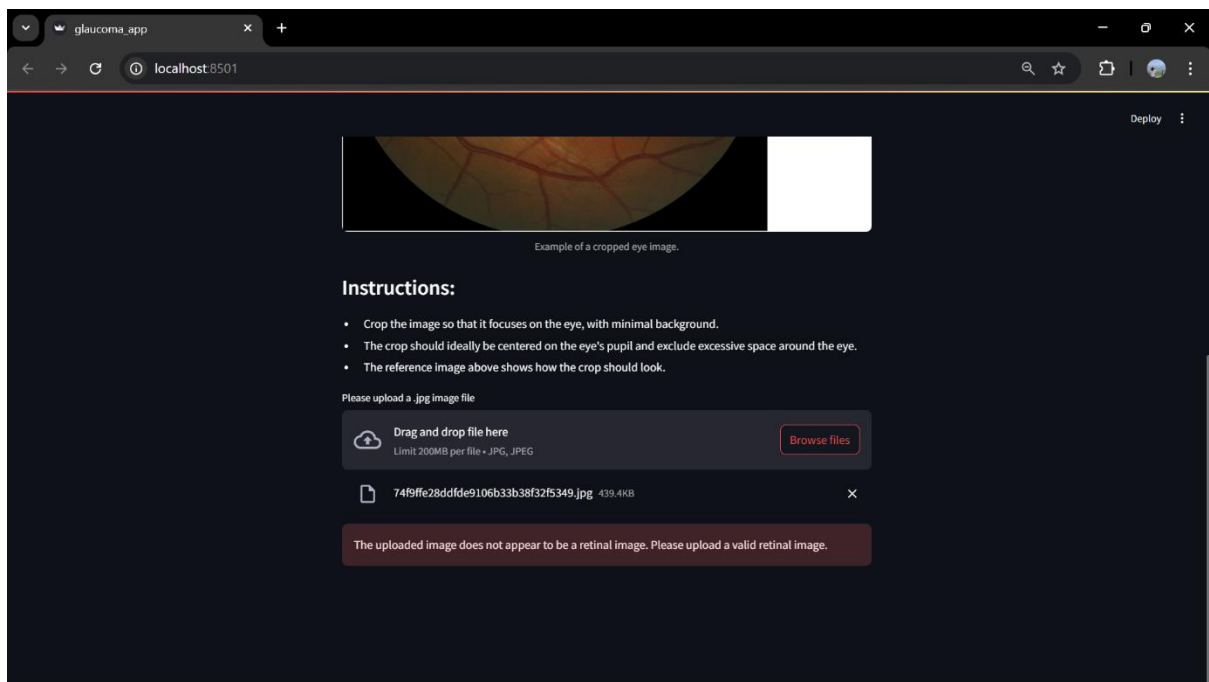 glaucoma_app
localhost:8501
Deploy
Example of a cropped eye image.
Instructions:
• Crop the image so that it focuses on the eye, with minimal background.
• The crop should ideally be centered on the eye's pupil and exclude excessive space around the eye.
• The reference image above shows how the crop should look.
Please upload a .jpg image file
Drag and drop file here
Limit 200MB per file • JPG, JPEG
Browse files
74f9ffe28ddfde9106b33b38f32f5349.jpg 439.4KB
The uploaded image does not appear to be a retinal image. Please upload a valid retinal image.